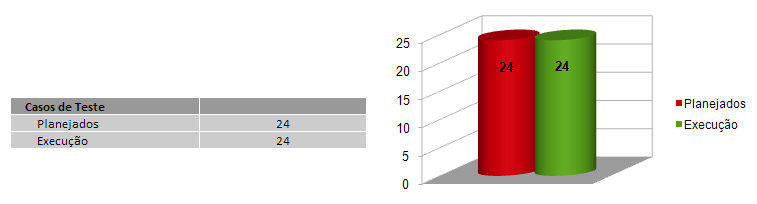 Casos de Teste
Planejados 24
Execução 24
25
20
15
10
5
0
24 24
Planejados
Execução